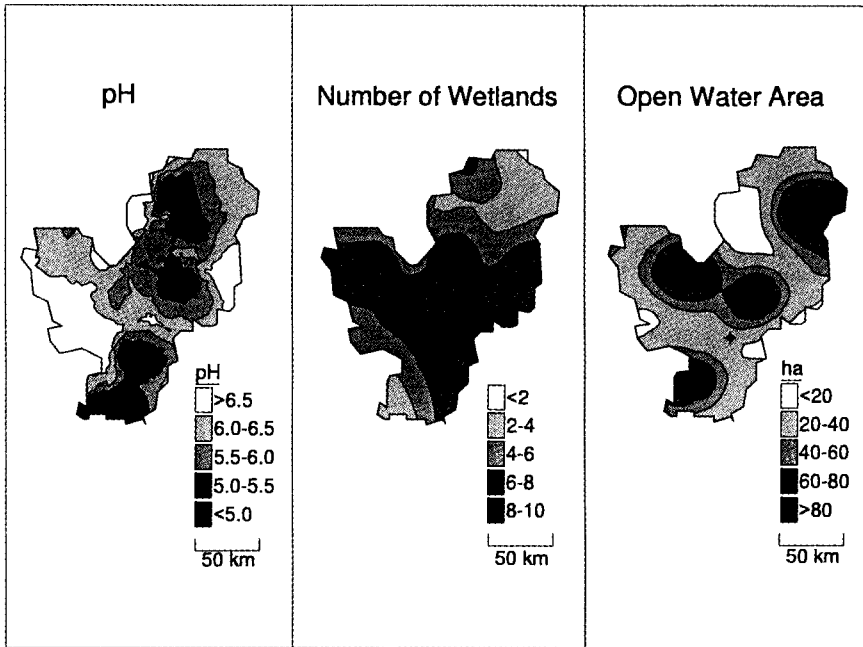 pH
Number of Wetlands
Open Water Area
pH
>6.5
6.0-6.5
5.5-6.0
5.0-5.5
<5.0
50 km
<2
2-4
4-6
6-8
8-10
50 km
ha
<20
20-40
40-60
60-80
>80
50 km